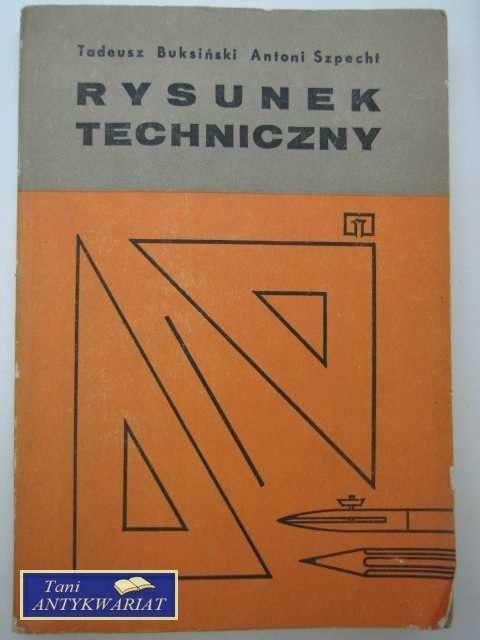 Tadeusz Buksiński Antoni Szpecht
RYSUNEK
TECHNICZNY
Tani
ANTYKWARIAT